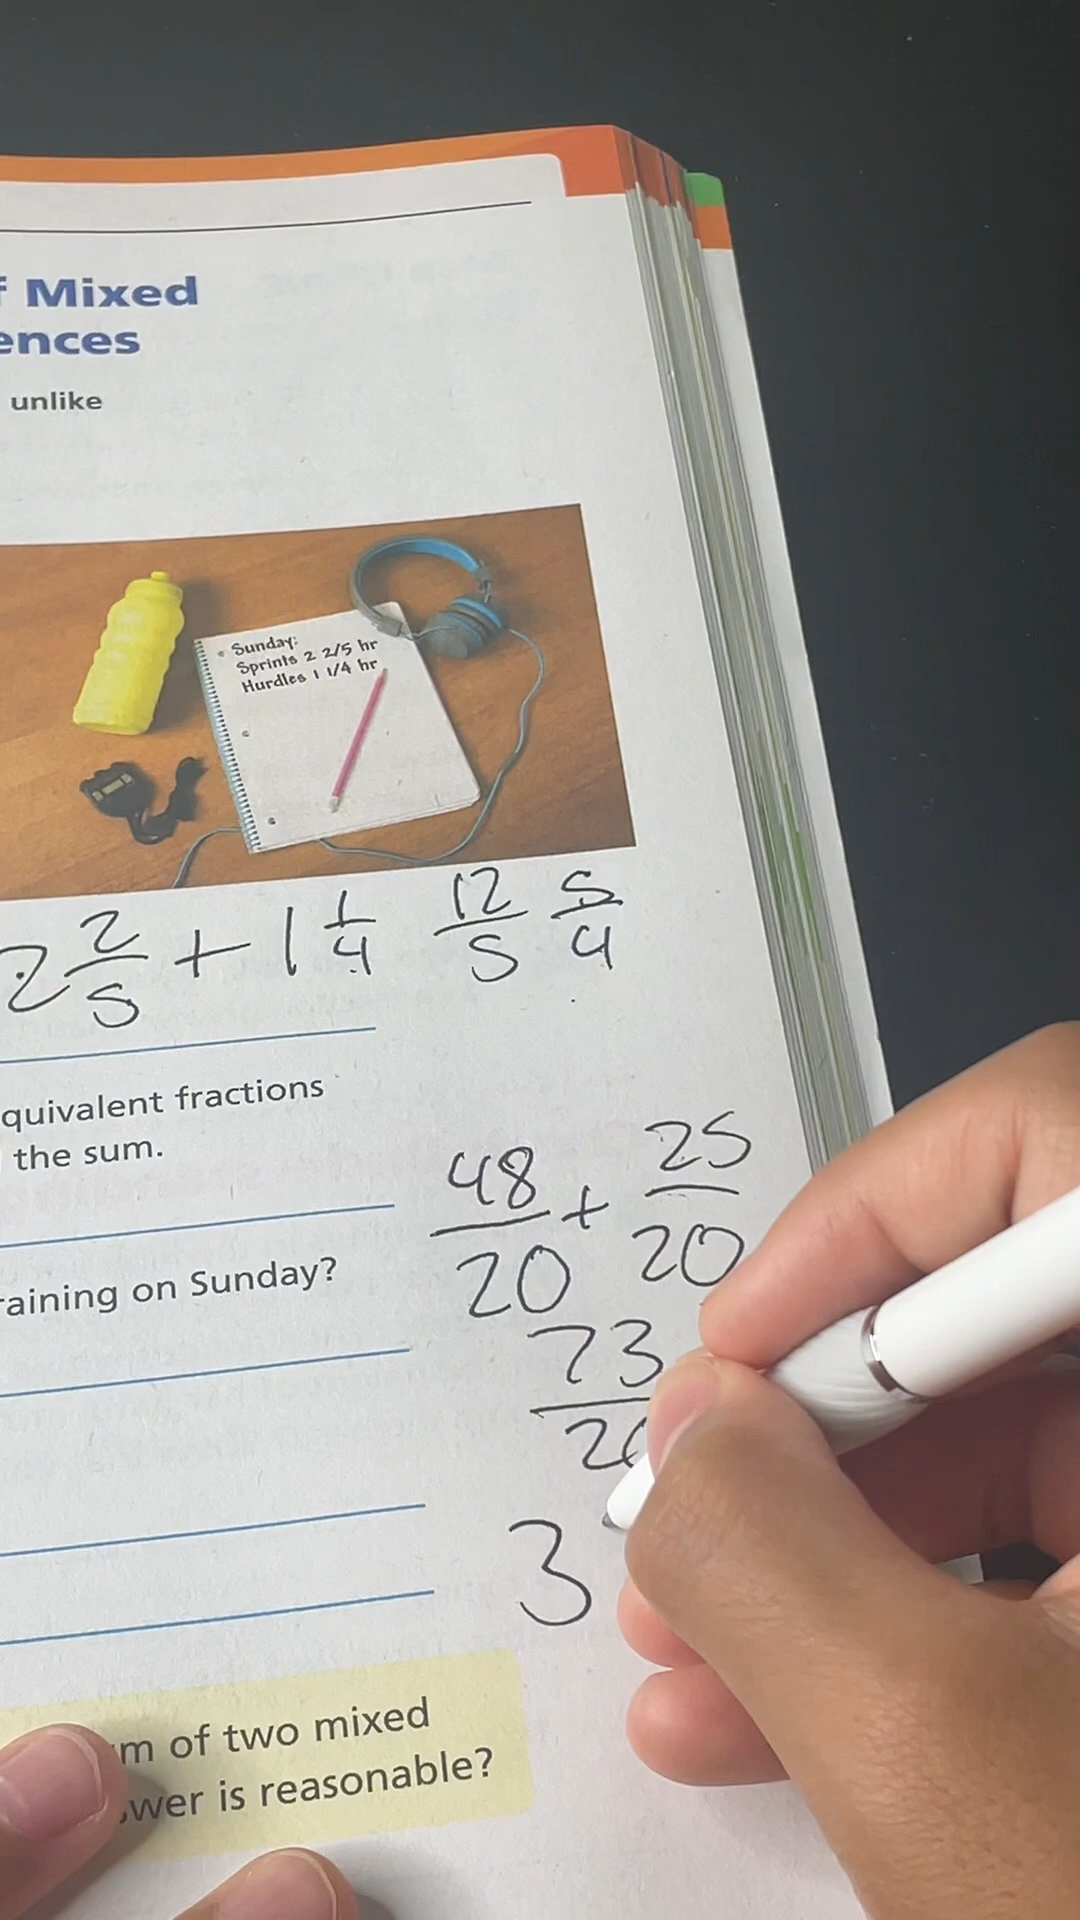 f Mixed
ences
unlike
Sunday:
Sprints 2 2/5 hr
Hurdles 1 1/4 hr
2 2/5 + 1 1/4 12/5 5/4
quivalent fractions
the sum.
48/20 + 25/20
raining on Sunday?
73
3
m of two mixed
wer is reasonable?